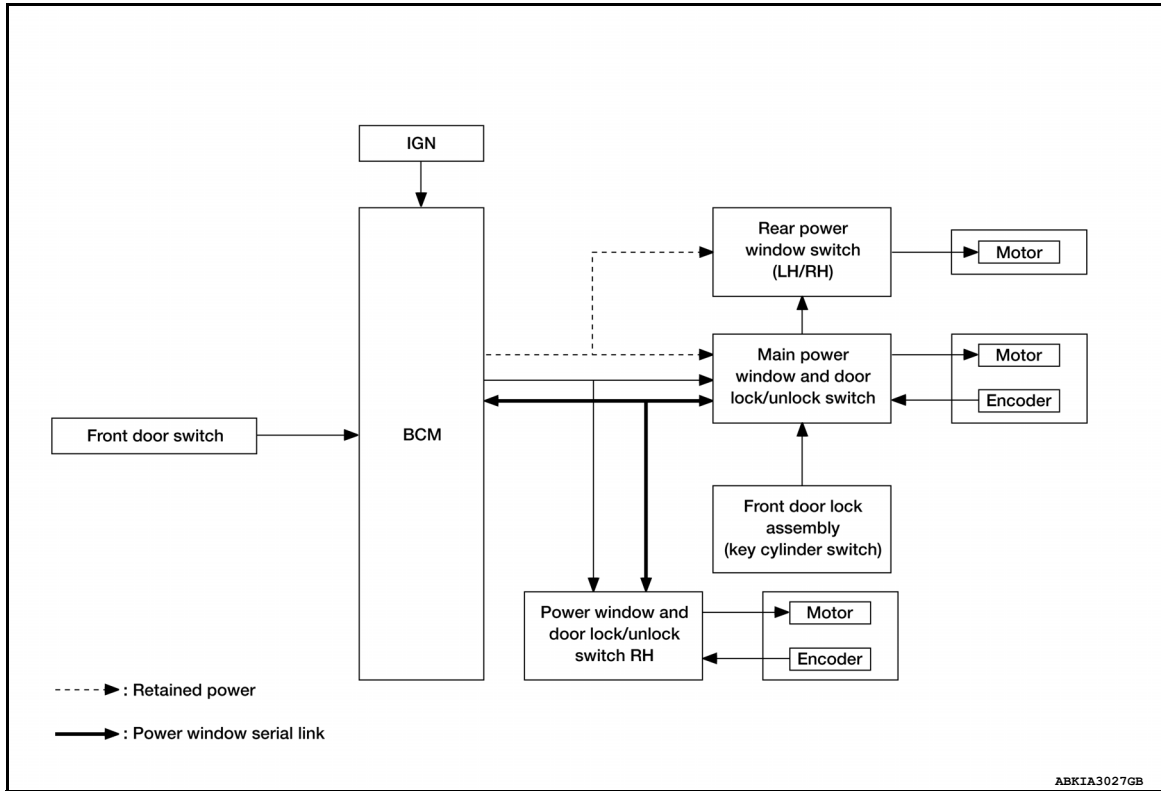 IGN
BCM
Front door switch
Rear power
window switch
(LH/RH)
Motor
Main power
window and door
lock/unlock switch
Motor
Encoder
Front door lock
assembly
(key cylinder switch)
Power window and
door lock/unlock
switch RH
Motor
Encoder
: Retained power
: Power window serial link
ABKIA3027GB